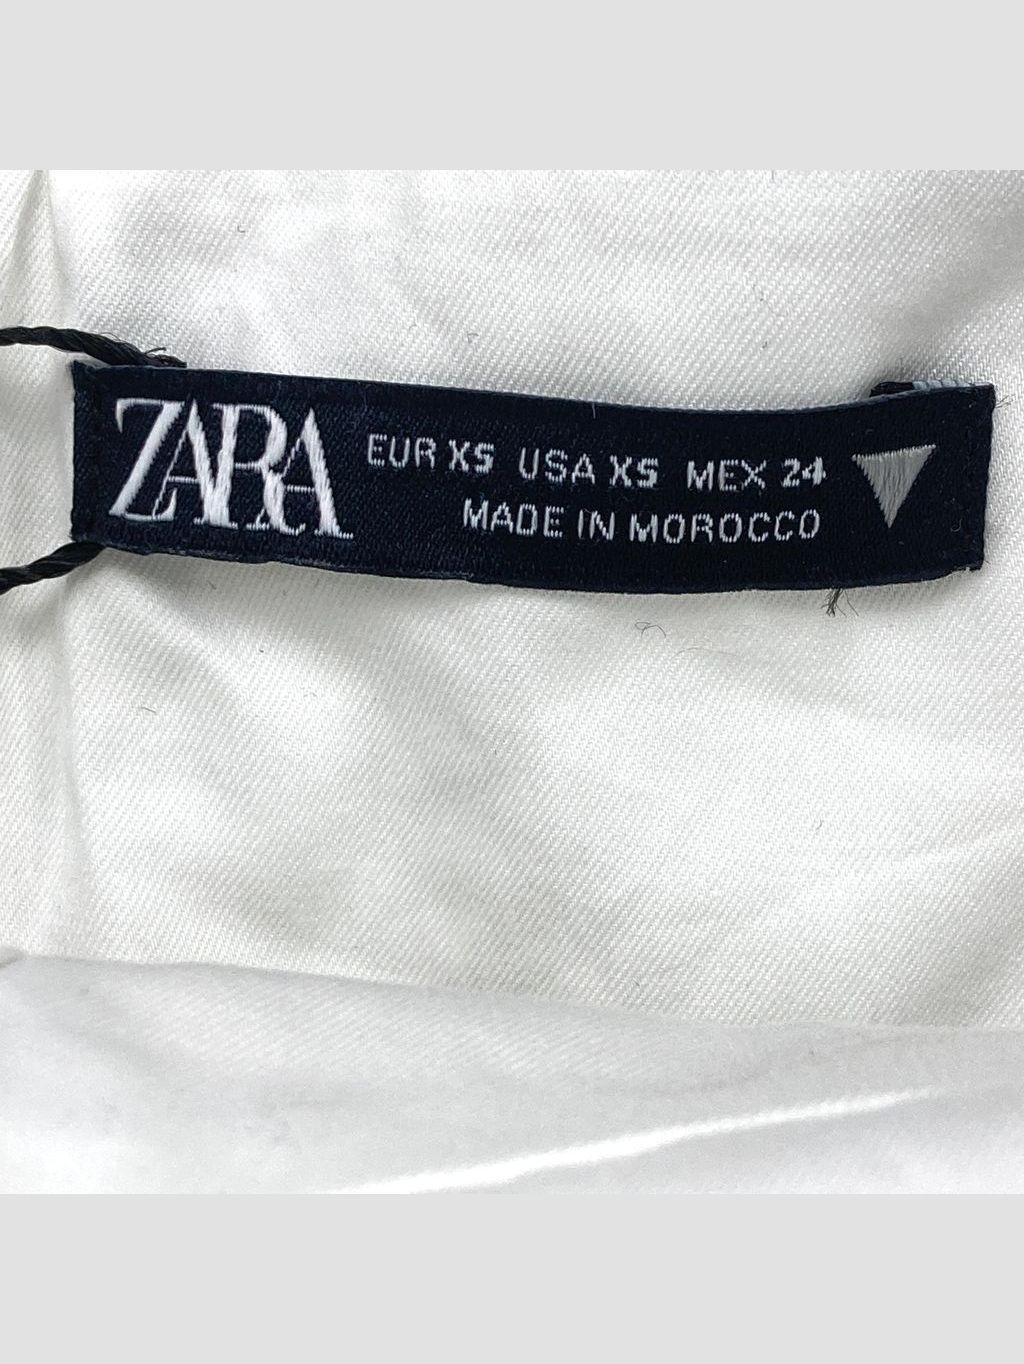 ZARA
EUR XS USA XS MEX 24
MADE IN MOROCCO